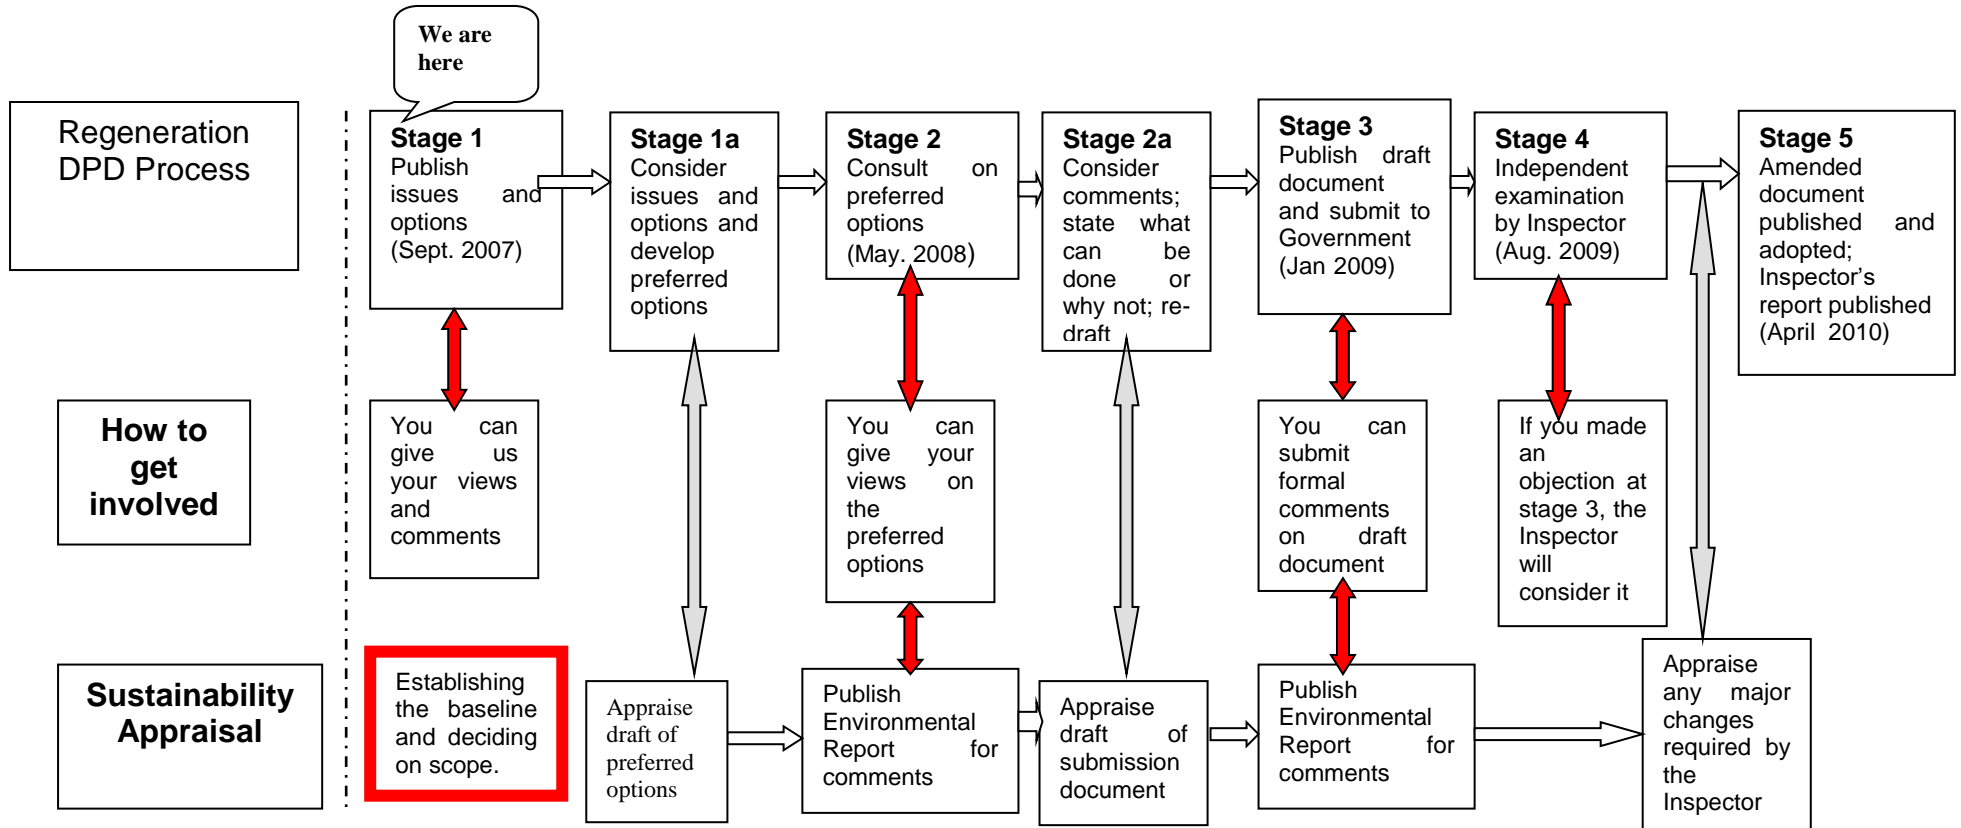 We are
here
Regeneration
DPD Process
Stage 1
Publish
issues and
options
(Sept. 2007)
Stage 1a
Consider
issues and
options and
develop
preferred
options
Stage 2
Consult on
preferred
options
(May. 2008)
Stage 2a
Consider
comments;
state what
can be
done or
why not; re-
draft
Stage 3
Publish draft
document
and submit to
Government
(Jan 2009)
Stage 4
Independent
examination
by Inspector
(Aug. 2009)
Stage 5
Amended
document
published and
adopted;
Inspector's
report published
(April 2010)
How to
get
involved
You can
give us
your views
and
comments
You can
give your
views on
the
preferred
options
You can
submit
formal
comments
on draft
document
If you made
an
objection at
stage 3, the
Inspector
will
consider it
Sustainability
Appraisal
Establishing
the baseline
and deciding
on scope.
Appraise
draft of
preferred
options
Publish
Environmental
Report for
comments
Appraise
draft of
submission
document
Publish
Environmental
Report for
comments
Appraise
any major
changes
required by
the
Inspector